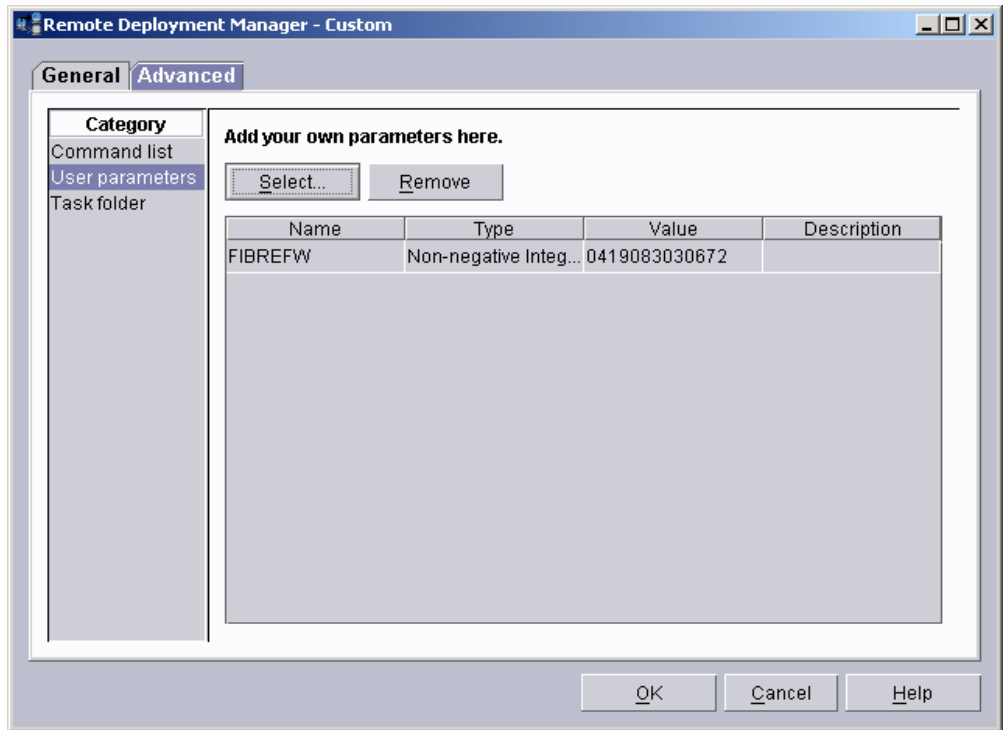 Remote Deployment Manager - Custom
General Advanced
Category
Command list
User parameters
Task folder
Add your own parameters here.
Select... Remove
Name Type Value Description
FIBREFW Non-negative Integ... 0419083030672
OK Cancel Help